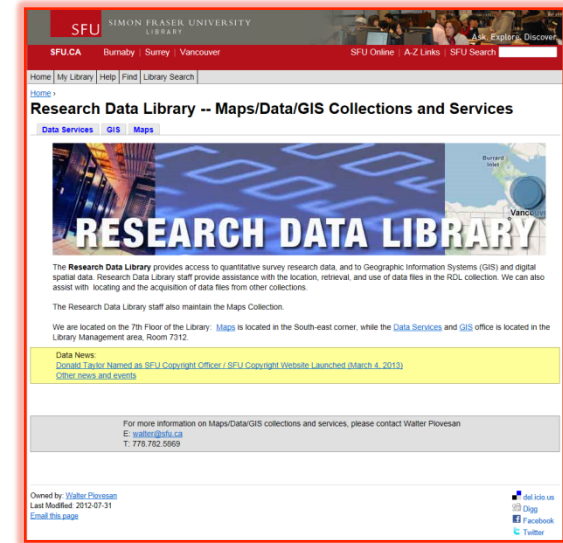 SFU SIMON FRASER UNIVERSITY
LIBRARY
Ask. Explore. Discover.
SFU.CA Burnaby | Surrey | Vancouver SFU Online | A-Z Links | SFU Search
Home My Library Help Find Library Search
Home ›
Research Data Library -- Maps/Data/GIS Collections and Services
Data Services GIS Maps
Burrard
Inlet
Vancouver
RESEARCH DATA LIBRARY
The Research Data Library provides access to quantitative survey research data, and to Geographic Information Systems (GIS) and digital
spatial data. Research Data Library staff provide assistance with the location, retrieval, and use of data files in the RDL collection. We can also
assist with locating and the acquisition of data files from other collections.
The Research Data Library staff also maintain the Maps Collection.
We are located on the 7th Floor of the Library: Maps is located in the South-east corner, while the Data Services and GIS office is located in the
Library Management area, Room 7312.
Data News:
Donald Taylor Named as SFU Copyright Officer / SFU Copyright Website Launched (March 4, 2013)
Other news and events
For more information on Maps/Data/GIS collections and services, please contact Walter Piovesan
E: walter@sfu.ca
T: 778.782.5869
Owned by: Walter Piovesan
Last Modified: 2012-07-31
Email this page
del.icio.us
Digg
Facebook
Twitter